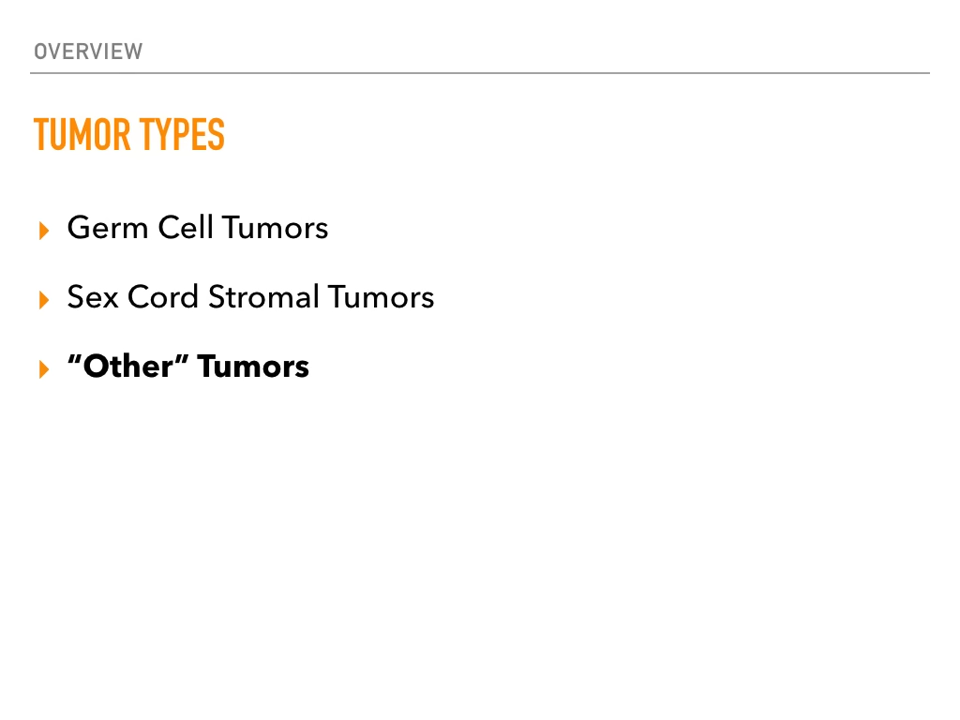 OVERVIEW
TUMOR TYPES
▸ Germ Cell Tumors
▸ Sex Cord Stromal Tumors
▸ “Other” Tumors